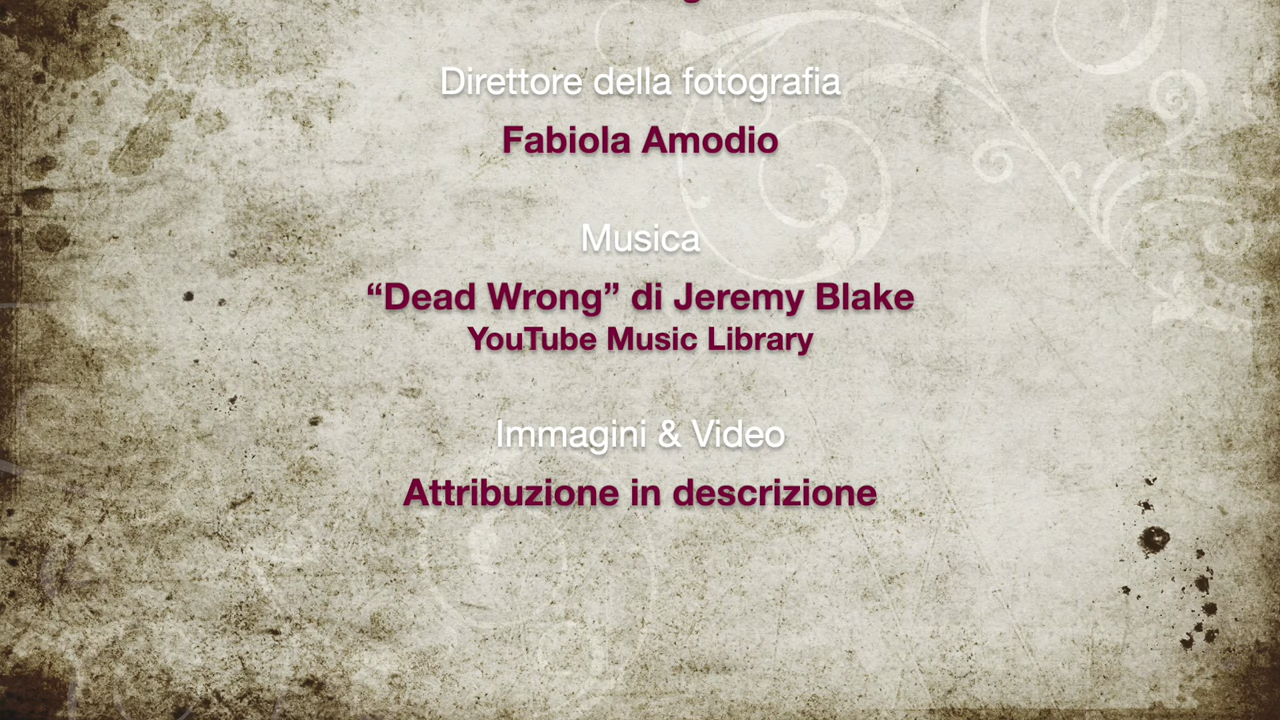 Direttore della fotografia
Fabiola Amodio
Musica
“Dead Wrong” di Jeremy Blake
YouTube Music Library
Immagini & Video
Attribuzione in descrizione